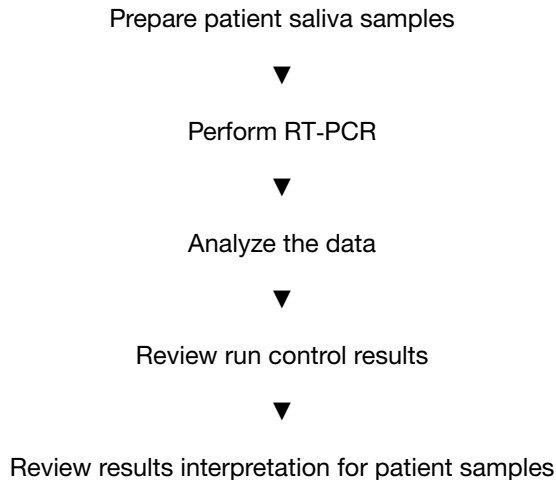 Prepare patient saliva samples
▼
Perform RT-PCR
▼
Analyze the data
▼
Review run control results
▼
Review results interpretation for patient samples